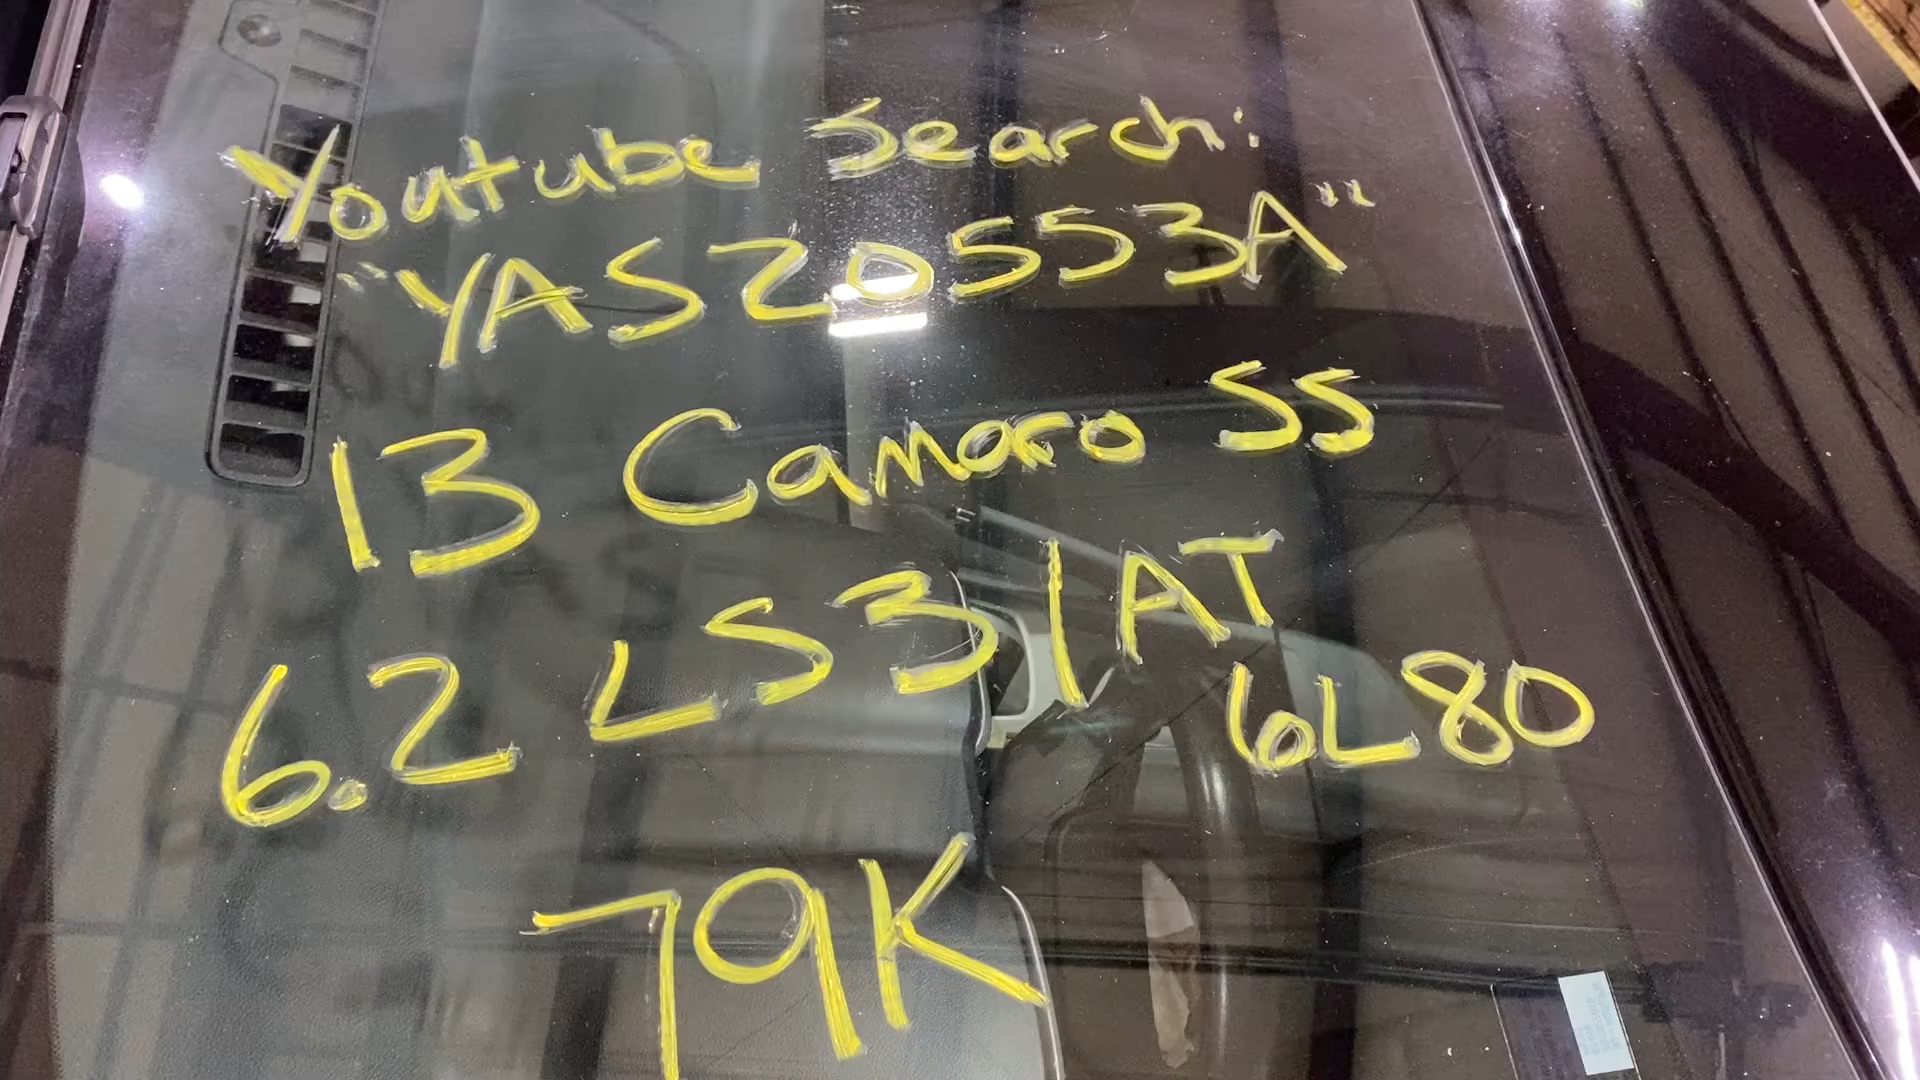 Youtube Search:
"YAS20553A"
13 Camaro SS
6.2 LS3 / AT
6L80
79K